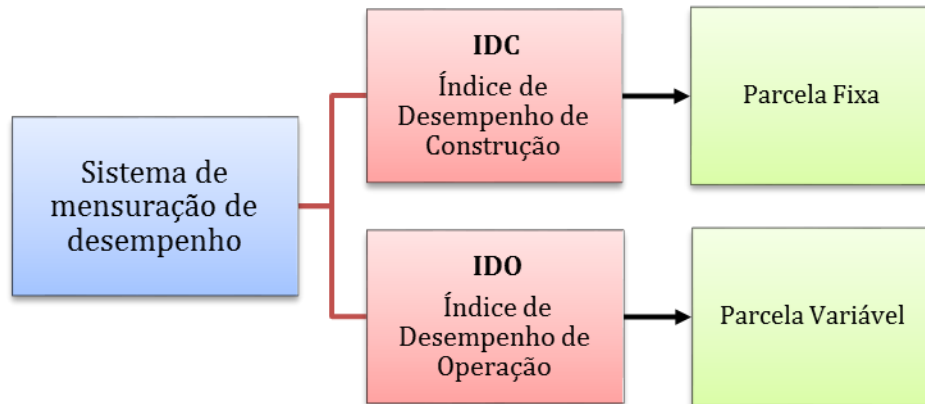 Sistema de
mensuração de
desempenho
IDC
Índice de
Desempenho de
Construção
Parcela Fixa
IDO
Índice de
Desempenho de
Operação
Parcela Variável